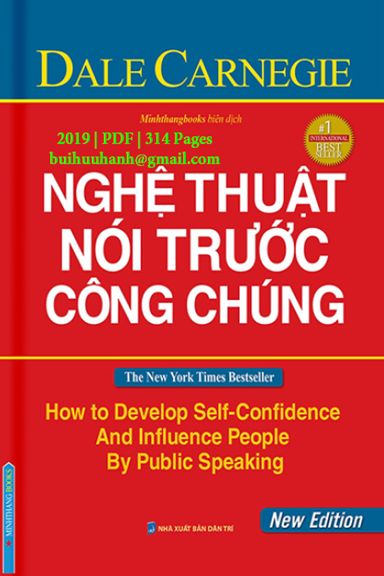 DALE CARNEGIE
Minhthangbooks biên dịch
2019 | PDF | 314 Pages
buihuuhanh@gmail.com
#1
INTERNATIONAL
BEST
SELLER
NGHỆ THUẬT
NÓI TRƯỚC
CÔNG CHÚNG
The New York Times Bestseller
How to Develop Self-Confidence
And Influence People
By Public Speaking
MINHTHANG BOOKS
NHÀ XUẤT BẢN DÂN TRÍ
New Edition